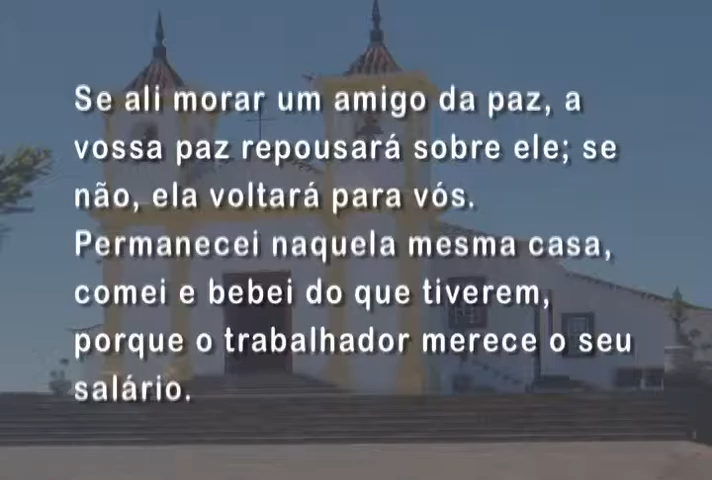 Se ali morar um amigo da paz, a
vossa paz repousará sobre ele; se
não, ela voltará para vós.
Permanecei naquela mesma casa,
comei e bebei do que tiverem,
porque o trabalhador merece o seu
salário.